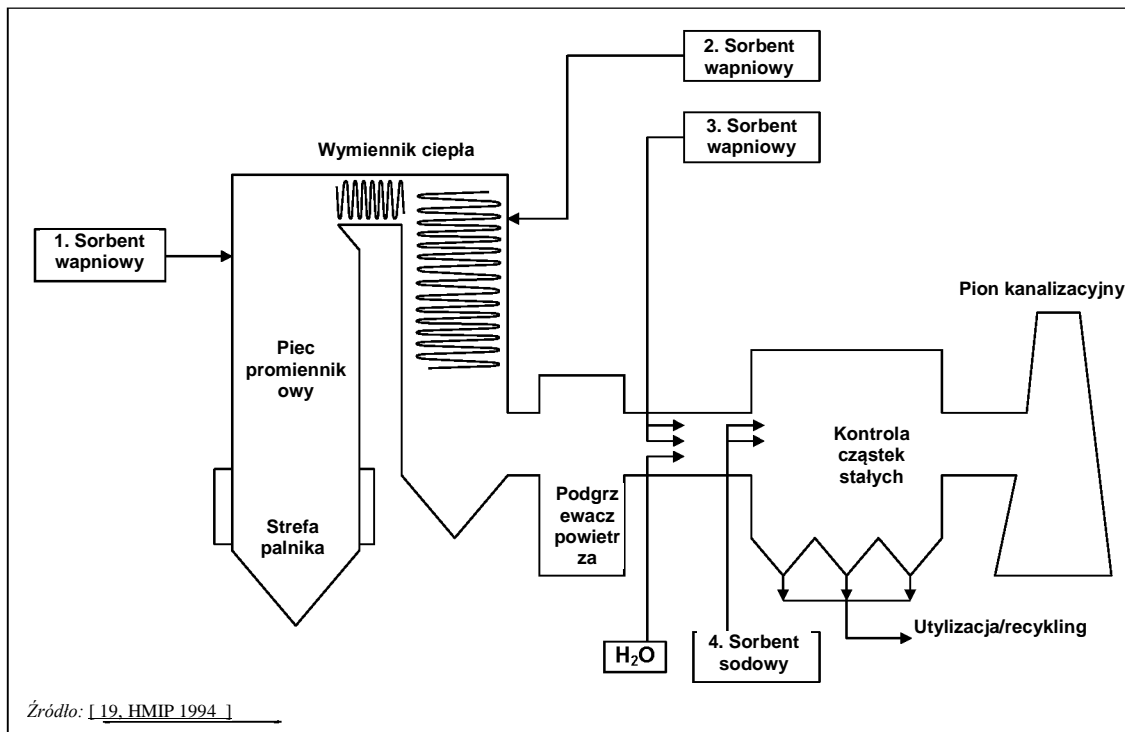 2. Sorbent
wapniowy
3. Sorbent
wapniowy
Wymiennik ciepła
1. Sorbent
wapniowy
Pion kanalizacyjny
Piec
promiennik
owy
Kontrola
cząstek
stałych
Podgrz
ewacz
powietr
za
Strefa
palnika
Utylizacja/recykling
H₂O
4. Sorbent
sodowy
Źródło: [ 19, HMIP 1994 ]